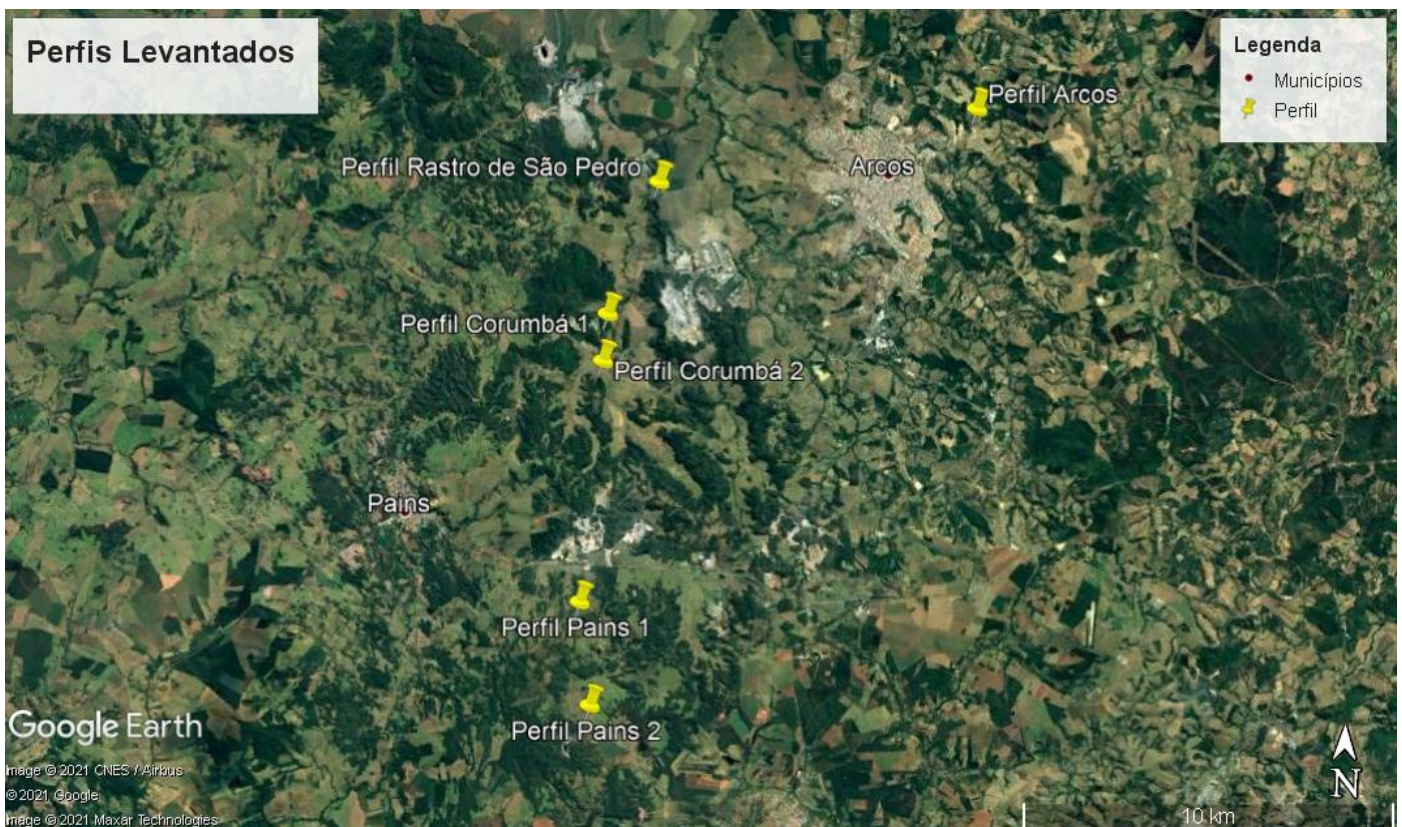 Perfis Levantados
Legenda
Municípios
Perfil
Perfil Arcos
Perfil Rastro de São Pedro
Arcos
Perfil Corumbá 1
Perfil Corumbá 2
Pains
Perfil Pains 1
Perfil Pains 2
Google Earth
Image © 2021 CNES / Airbus
© 2021 Google
Image © 2021 Maxar Technologies
N
10 km